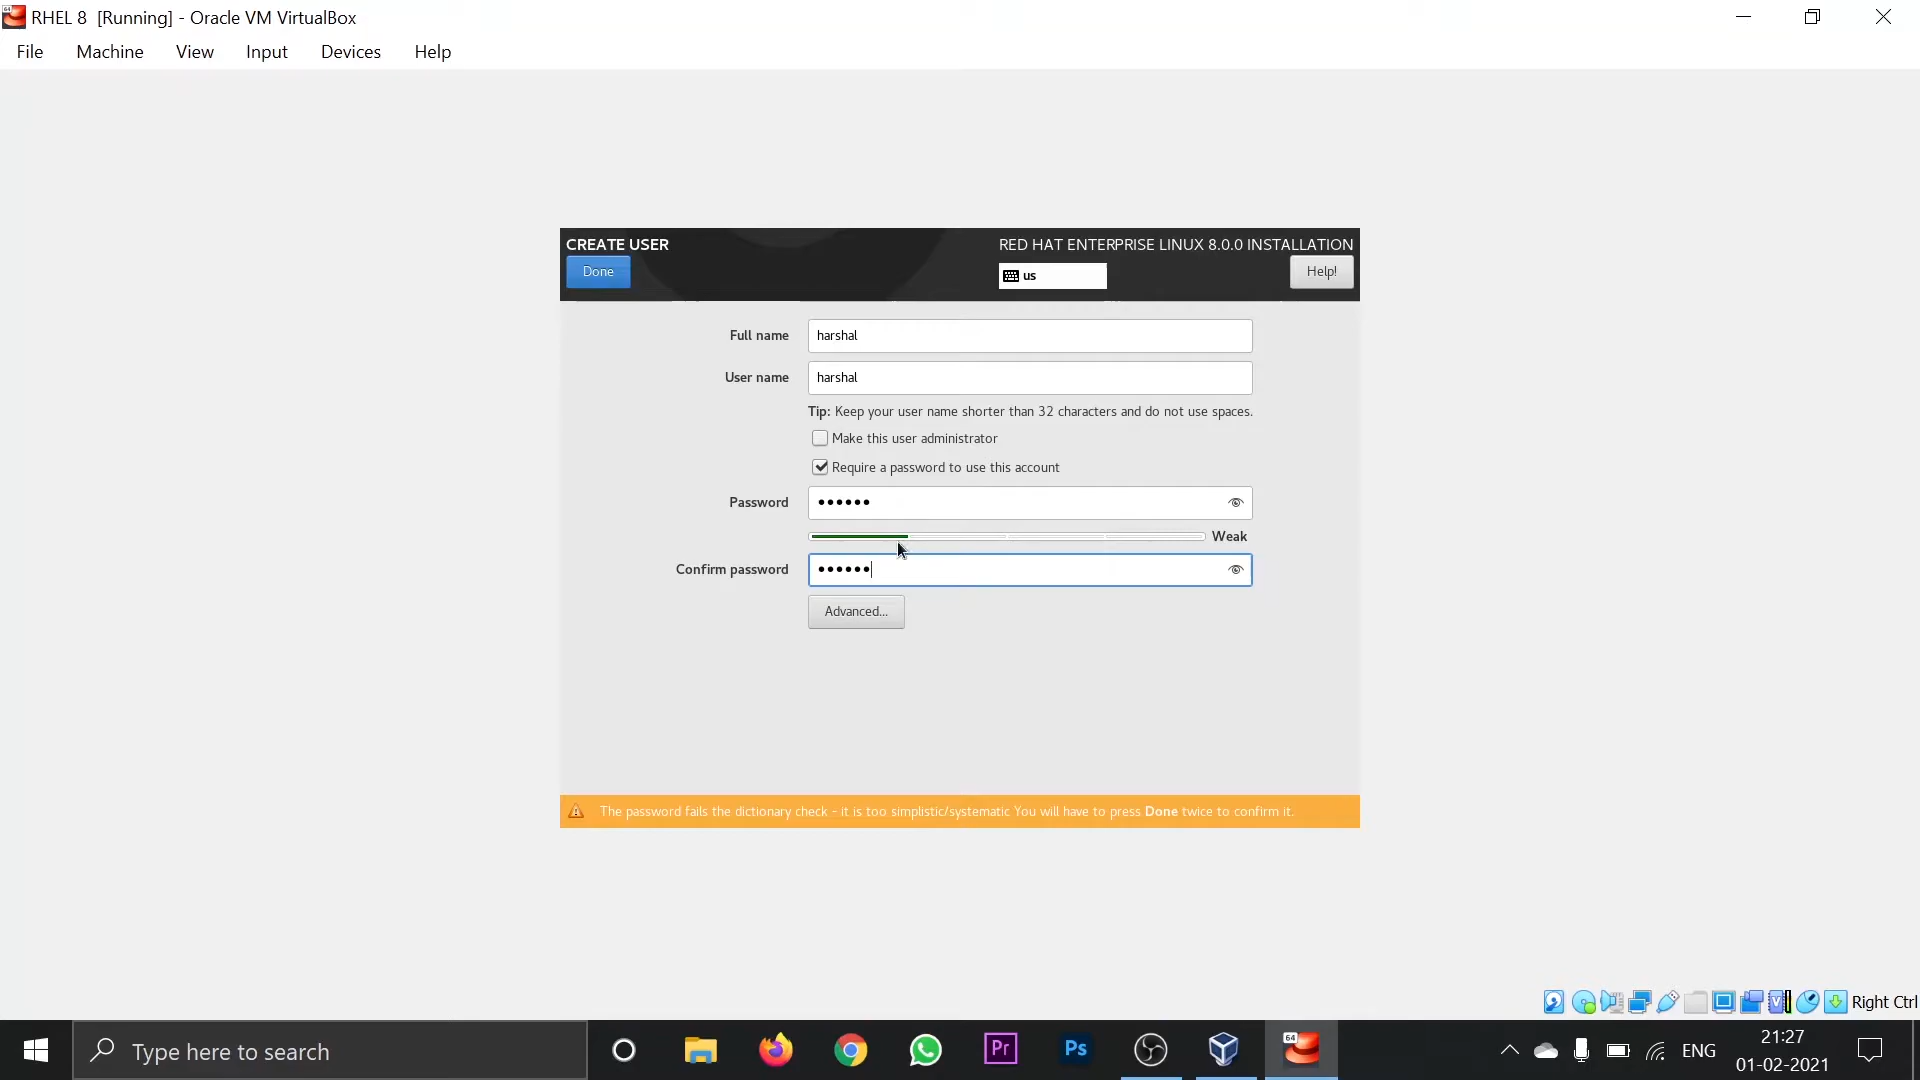 RHEL 8 [Running] - Oracle VM VirtualBox
File Machine View Input Devices Help
CREATE USER
RED HAT ENTERPRISE LINUX 8.0.0 INSTALLATION
Done
us
Help!
Full name harshal
User name harshal
Tip: Keep your user name shorter than 32 characters and do not use spaces.
Make this user administrator
Require a password to use this account
Password ••••••
Weak
Confirm password ••••••
Advanced...
The password fails the dictionary check - it is too simplistic/systematic You will have to press Done twice to confirm it.
Right Ctrl
Type here to search
Pr
Ps
64
ENG
21:27
01-02-2021